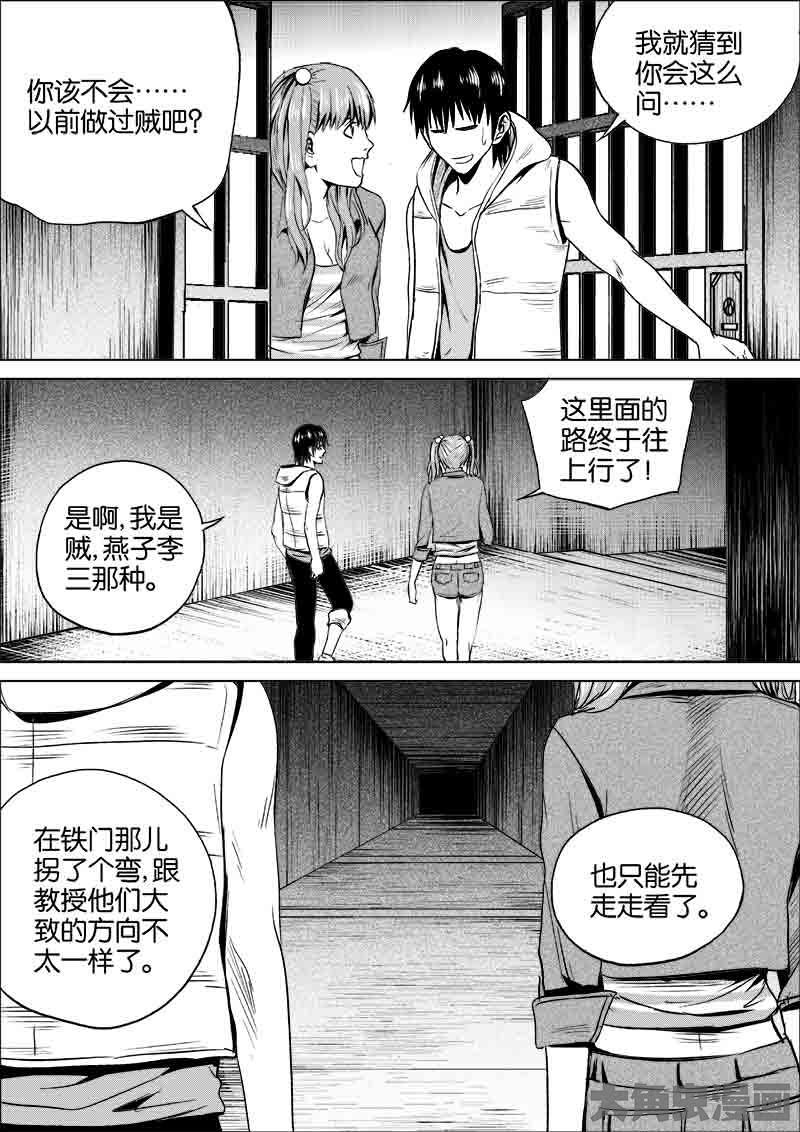 你该不会……
以前做过贼吧？
我就猜到
你会这么
问……
是啊，我是
贼，燕子李
三那种。
这里面的
路终于往
上行了！
在铁门那儿
拐了个弯，跟
教授他们大
致的方向不
太一样了。
也只能先
走走看了。
大角虫漫画